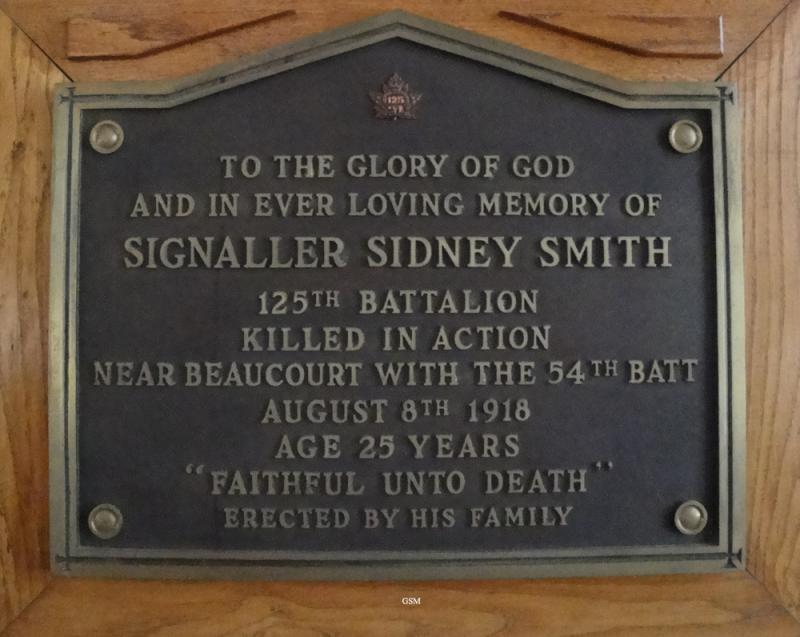 125
TO THE GLORY OF GOD
AND IN EVER LOVING MEMORY OF
SIGNALLER SIDNEY SMITH
125TH BATTALION
KILLED IN ACTION
NEAR BEAUCOURT WITH THE 54TH BATT
AUGUST 8TH 1918
AGE 25 YEARS
"FAITHFUL UNTO DEATH"
ERECTED BY HIS FAMILY
GSM